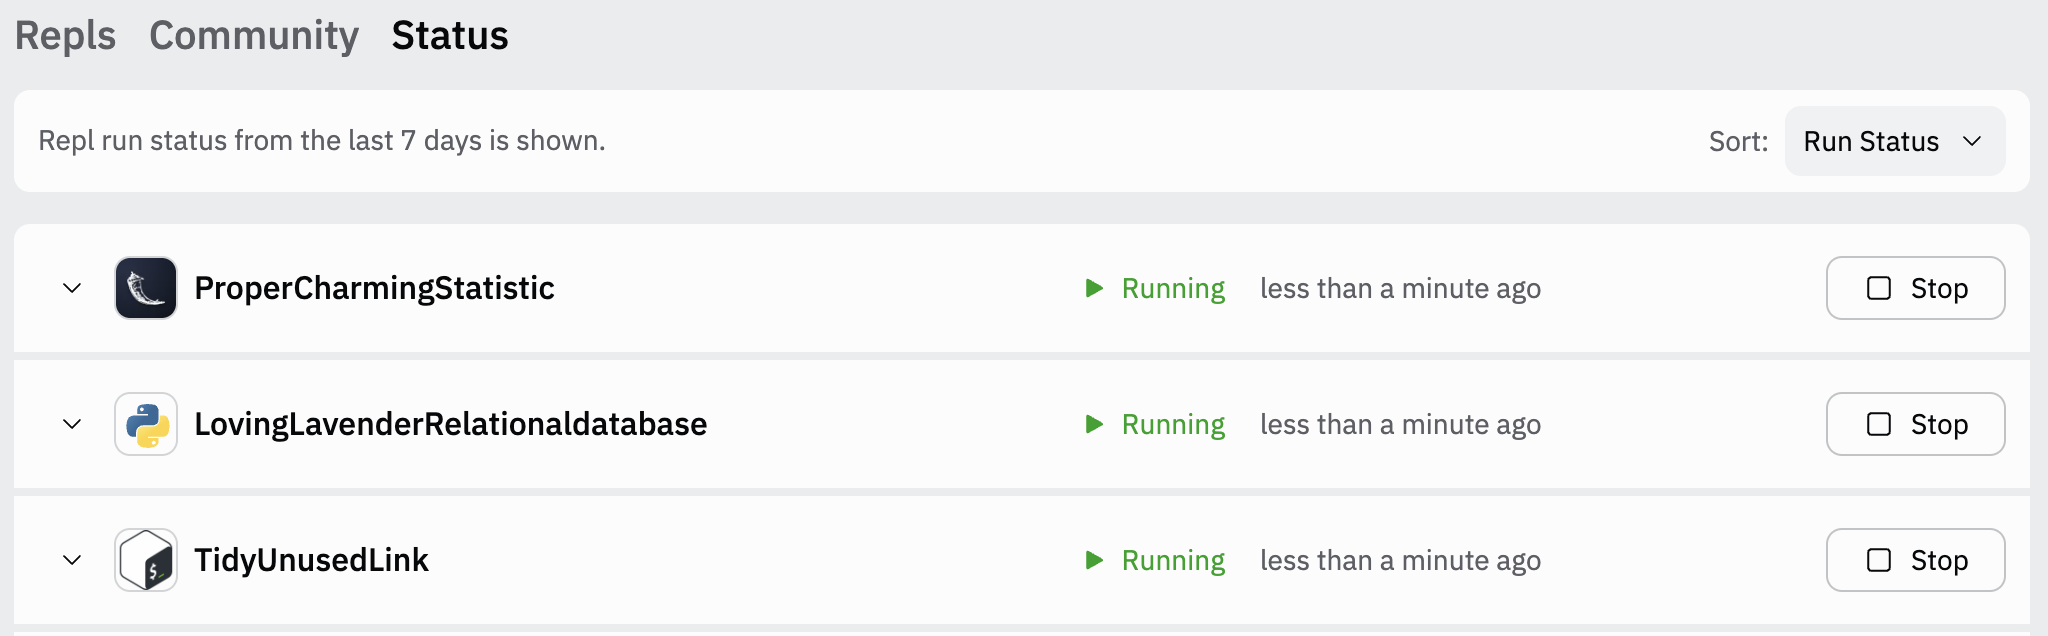 Repls Community Status
Repl run status from the last 7 days is shown. Sort: Run Status
ProperCharmingStatistic Running less than a minute ago Stop
LovingLavenderRelationaldatabase Running less than a minute ago Stop
TidyUnusedLink Running less than a minute ago Stop